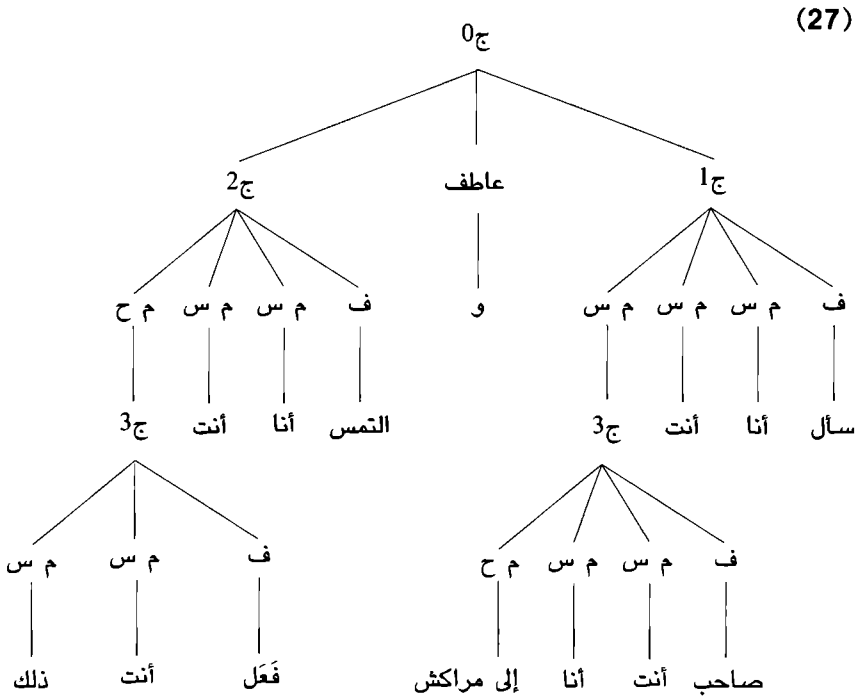 (27)
ج0
ج1 عاطف ج2
ف م س م س م س و ف م س م س م ح
سأل أنا أنت ج3 التمس أنا أنت ج3
ف م س م س م ح ف م س م س
صاحب أنت أنا إلى مراكش فَعَل أنت ذلك